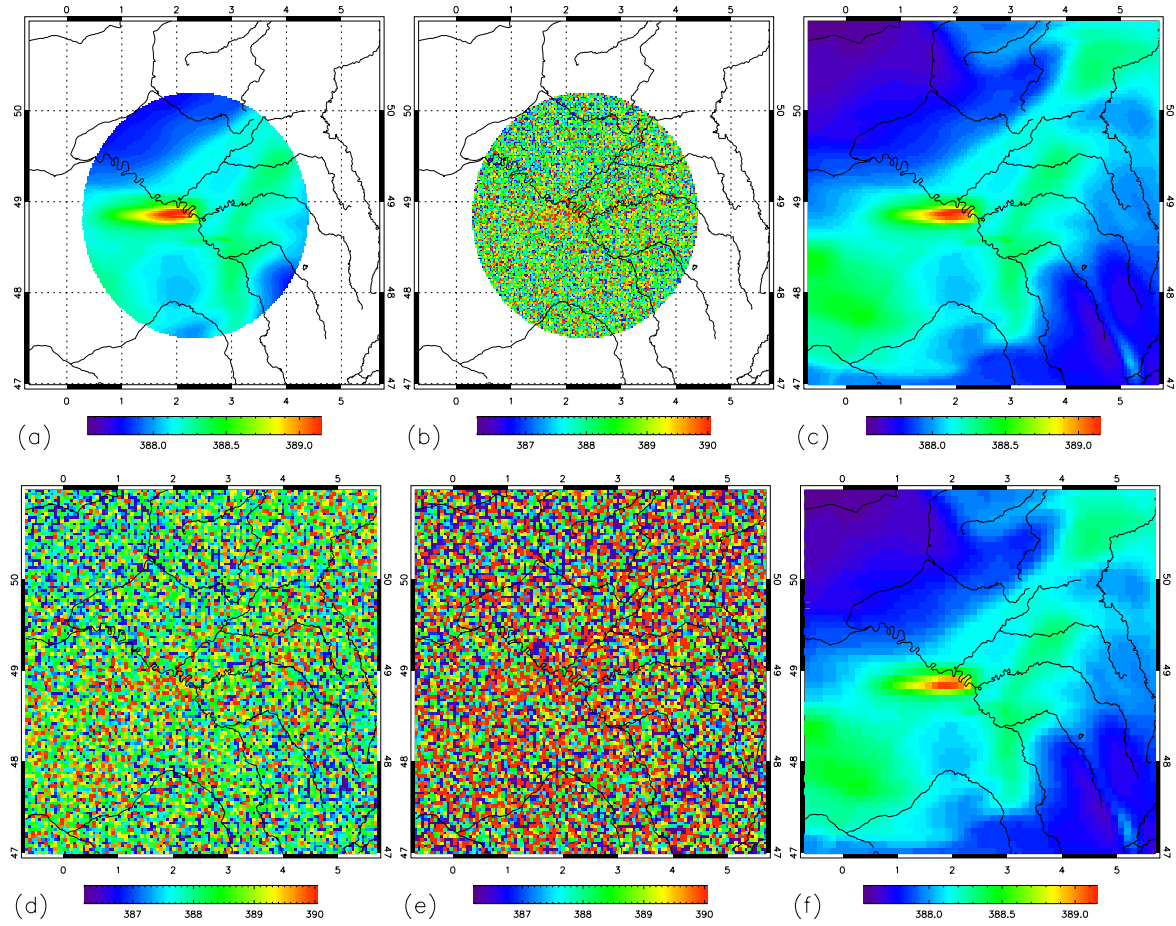 0 1 2 3 4 5
0 1 2 3 4 5
0 1 2 3 4 5
50 50 50
49 49 49
48 48 48
47 47 47
0 1 2 3 4 5
0 1 2 3 4 5
0 1 2 3 4 5
(a) 388.0 388.5 389.0
(b) 387 388 389 390
(c) 388.0 388.5 389.0
0 1 2 3 4 5
0 1 2 3 4 5
0 1 2 3 4 5
50 50 50
49 49 49
48 48 48
47 47 47
0 1 2 3 4 5
0 1 2 3 4 5
0 1 2 3 4 5
(d) 387 388 389 390
(e) 387 388 389 390
(f) 388.0 388.5 389.0